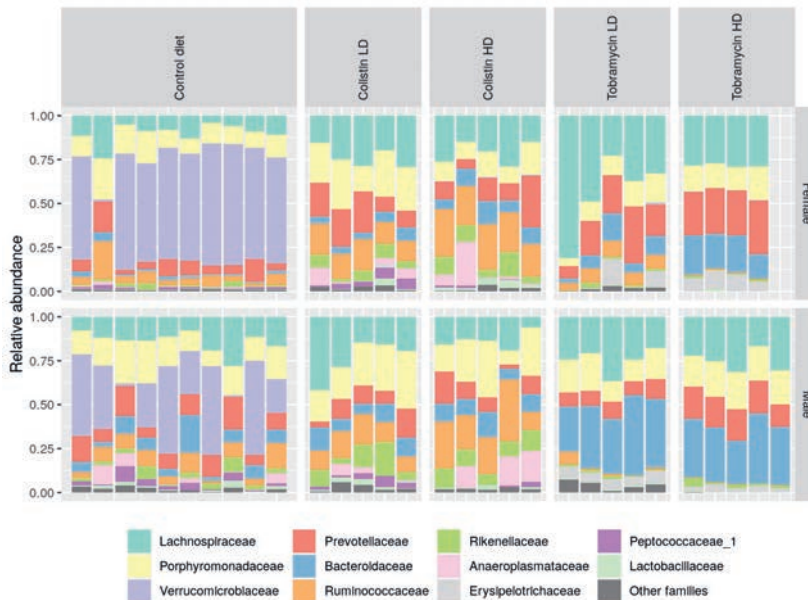 Control diet
Colistin LD
Colistin HD
Tobramycin LD
Tobramycin HD
Relative abundance
1.00
0.75
0.50
0.25
0.00
Female
1.00
0.75
0.50
0.25
0.00
Male
Lachnospiraceae
Prevotellaceae
Rikenellaceae
Peptococcaceae_1
Porphyromonadaceae
Bacteroidaceae
Anaeroplasmataceae
Lactobacillaceae
Verrucomicrobiaceae
Ruminococcaceae
Erysipelotrichaceae
Other families